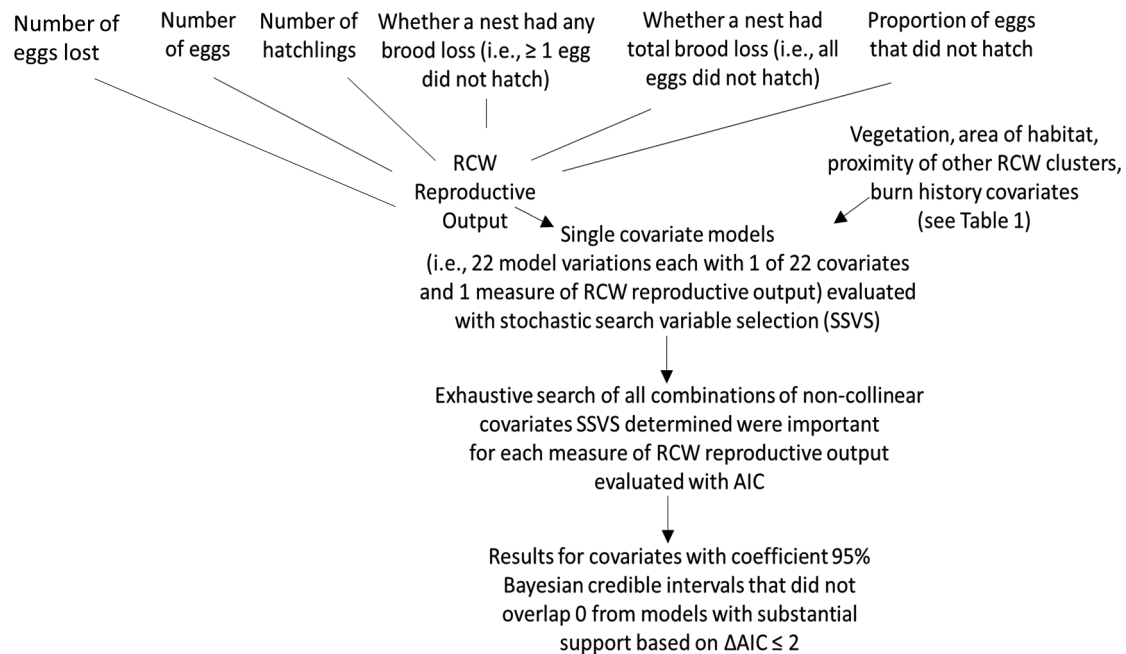 Number of
eggs lost
Number
of eggs
Number of
hatchlings
Whether a nest had any
brood loss (i.e., ≥ 1 egg
did not hatch)
Whether a nest had
total brood loss (i.e., all
eggs did not hatch)
Proportion of eggs
that did not hatch
Vegetation, area of habitat,
proximity of other RCW clusters,
burn history covariates
(see Table 1)
RCW
Reproductive
Output
Single covariate models
(i.e., 22 model variations each with 1 of 22 covariates
and 1 measure of RCW reproductive output) evaluated
with stochastic search variable selection (SSVS)
Exhaustive search of all combinations of non-collinear
covariates SSVS determined were important
for each measure of RCW reproductive output
evaluated with AIC
Results for covariates with coefficient 95%
Bayesian credible intervals that did not
overlap 0 from models with substantial
support based on ΔAIC ≤ 2